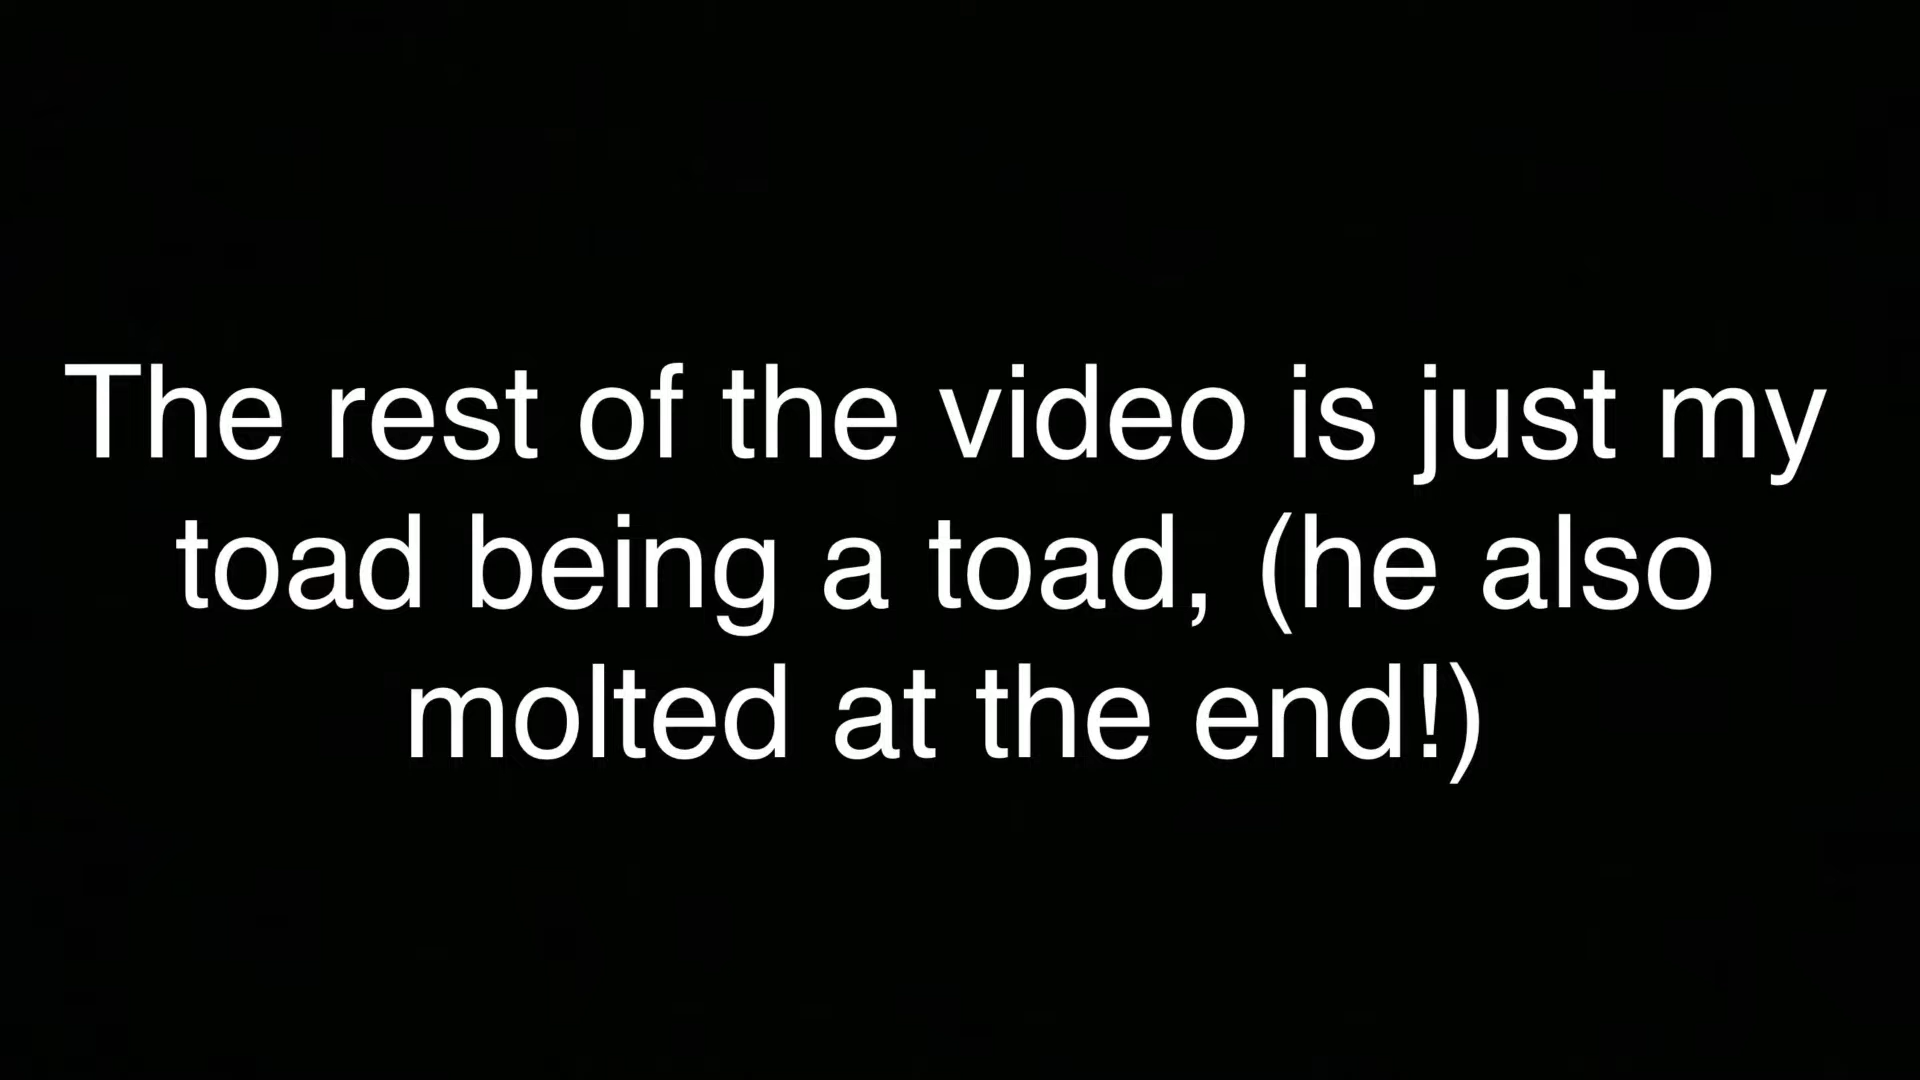 The rest of the video is just my
toad being a toad, (he also
molted at the end!)